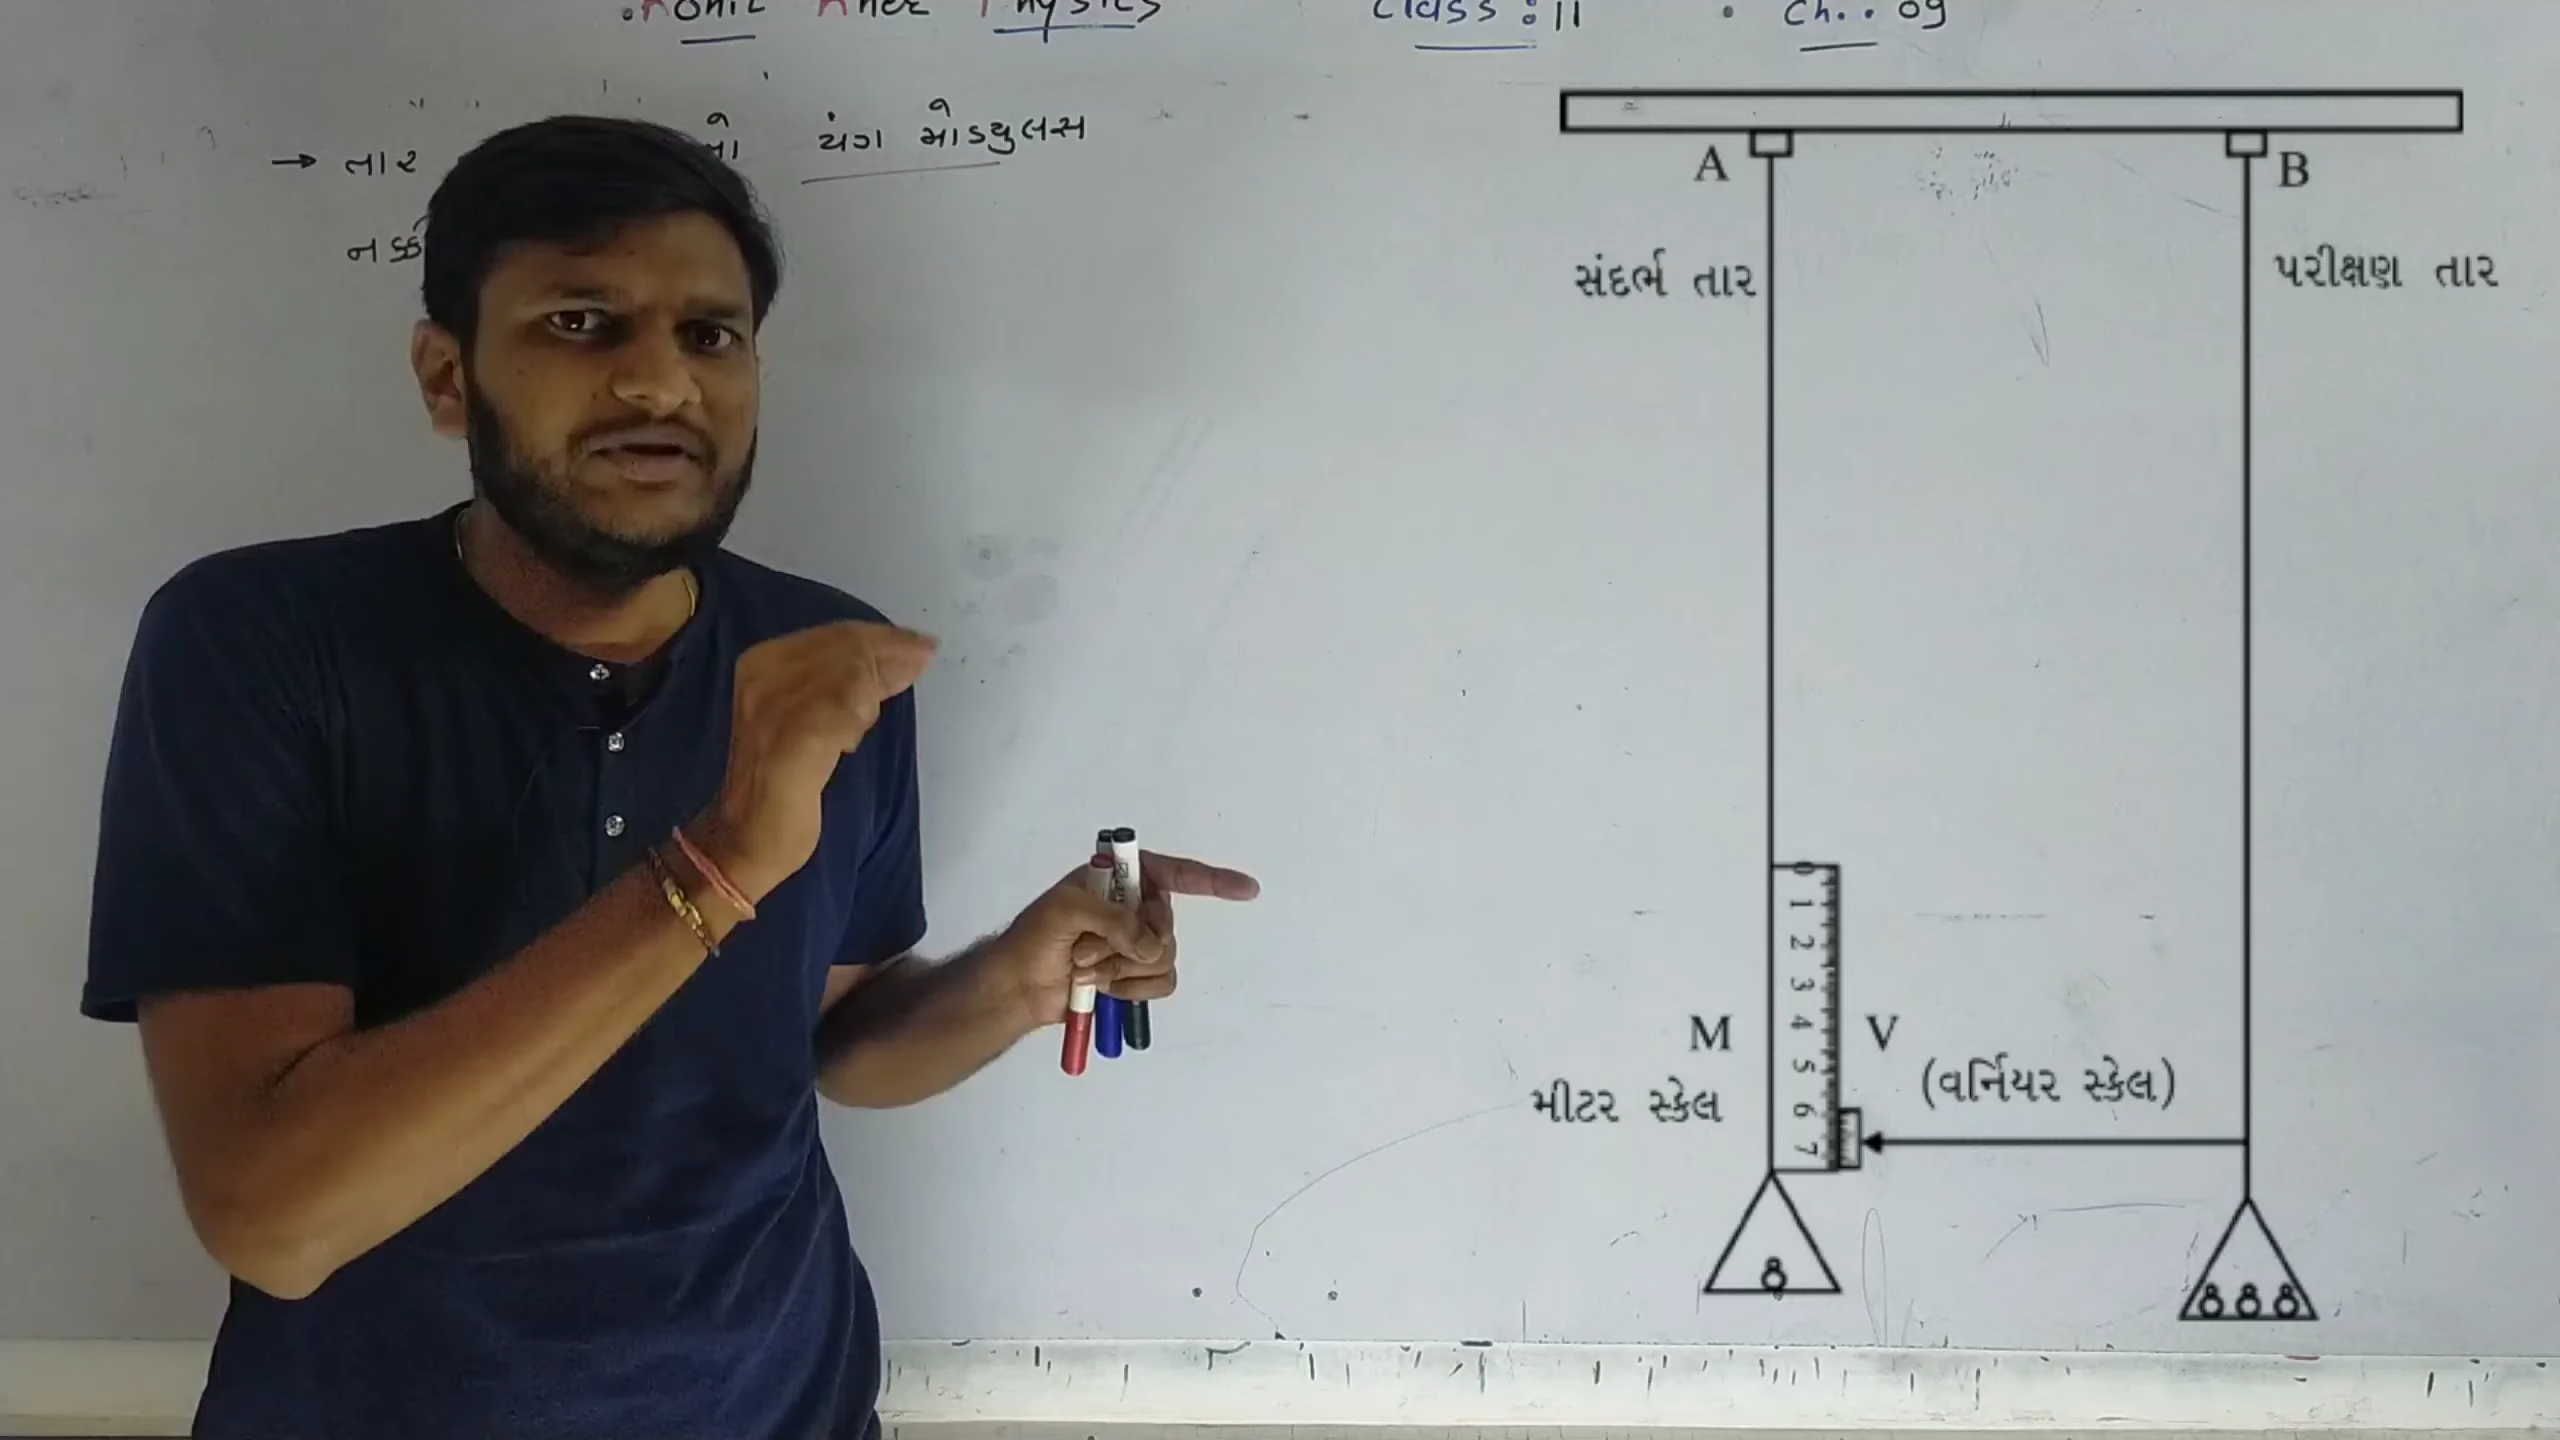 Physics Class : 11 • Ch. : 09
→ તાર યંગ મોડ્યુલસ
A
B
સંદર્ભ તાર
પરીક્ષણ તાર
0
1
2
3
4
5
6
7
M
V
મીટર સ્કેલ
(વર્નિયર સ્કેલ)